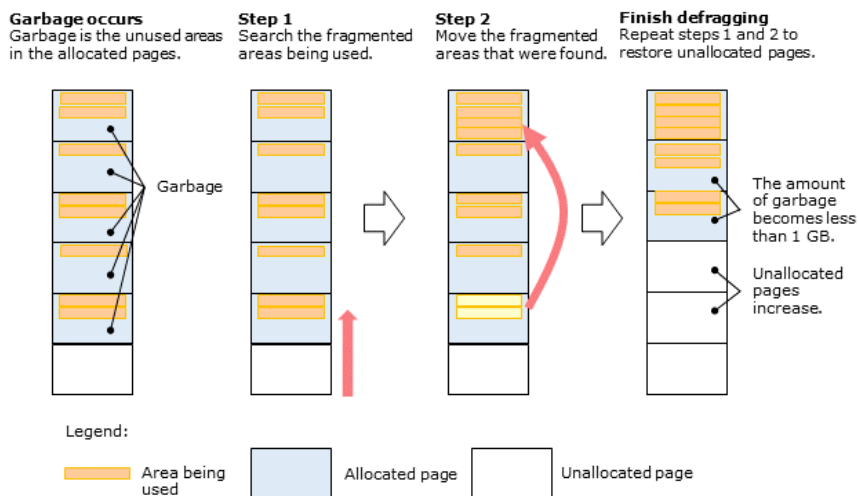 Garbage occurs
Garbage is the unused areas
in the allocated pages.
Step 1
Search the fragmented
areas being used.
Step 2
Move the fragmented
areas that were found.
Finish defragging
Repeat steps 1 and 2 to
restore unallocated pages.
Garbage
The amount
of garbage
becomes less
than 1 GB.
Unallocated
pages
increase.
Legend:
Area being
used
Allocated page
Unallocated page